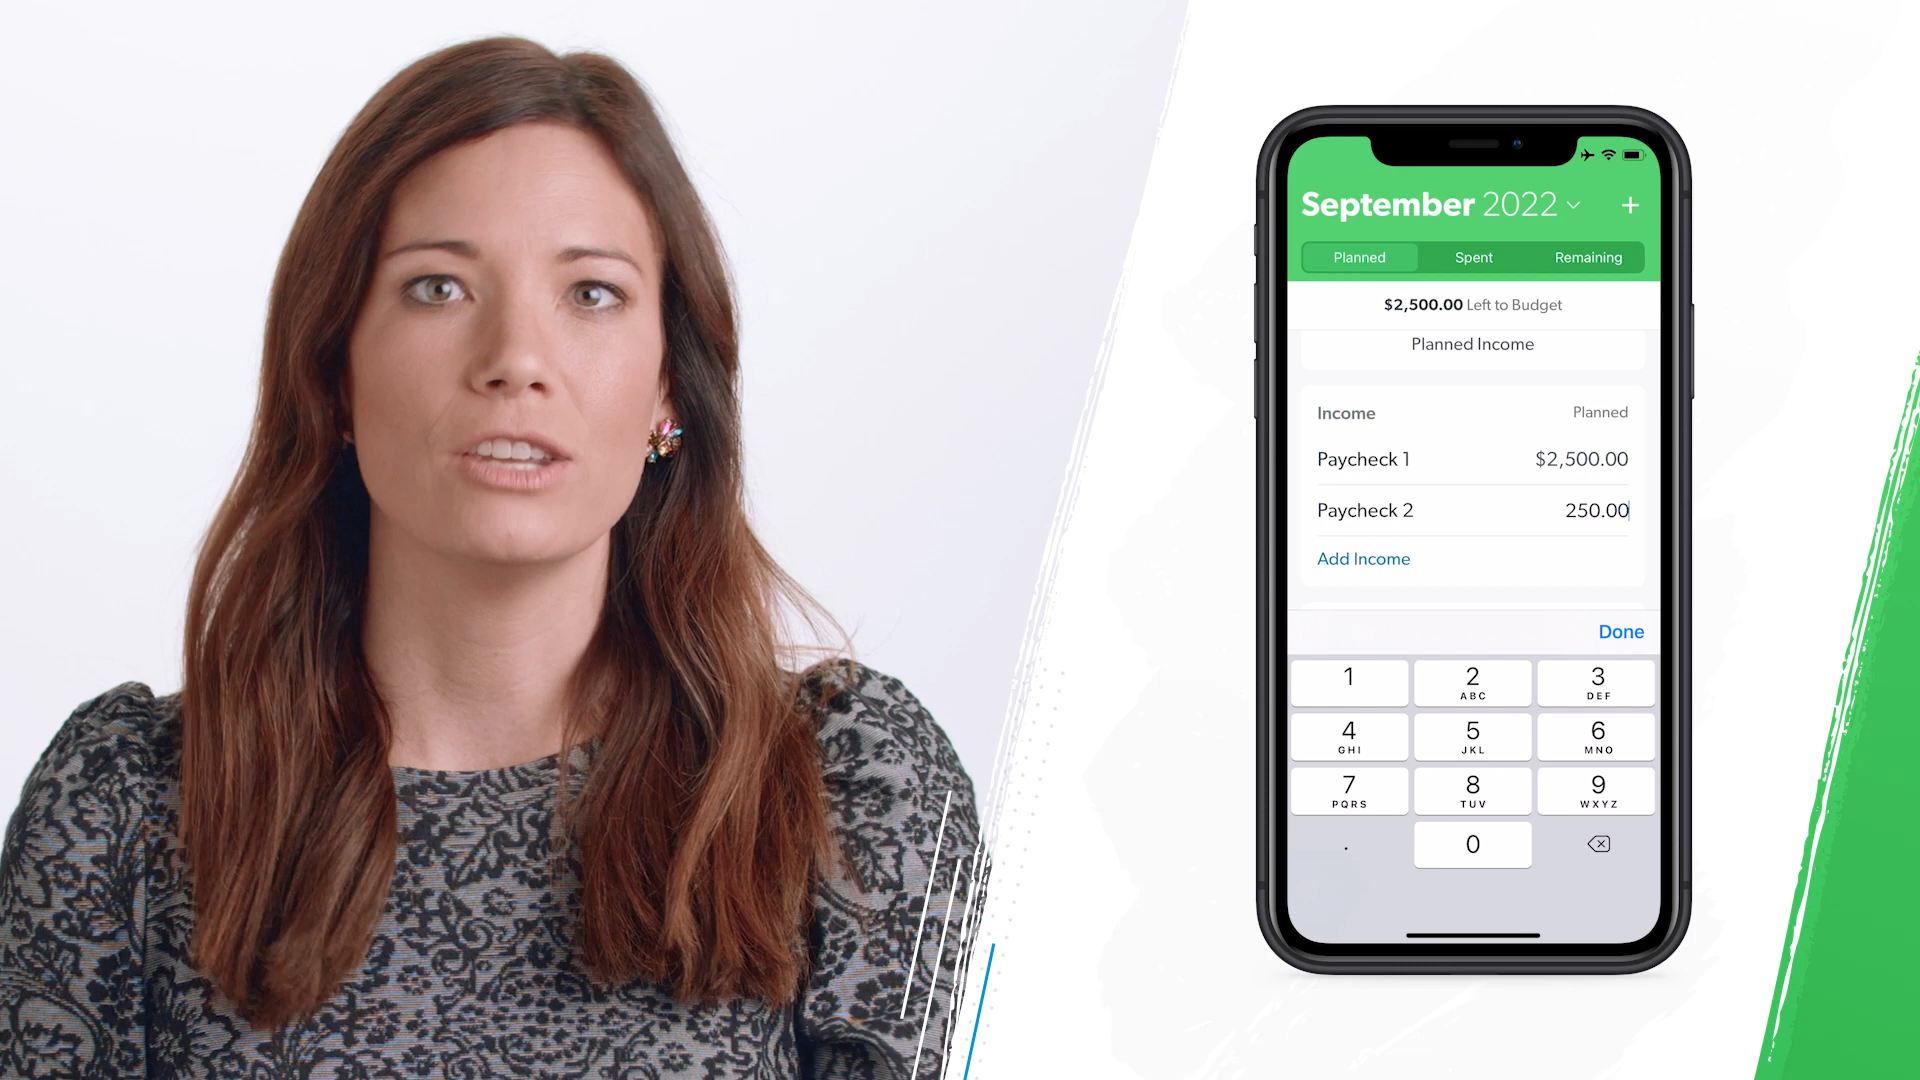 September 2022
+
Planned Spent Remaining
$2,500.00 Left to Budget
Planned Income
Income Planned
Paycheck 1 $2,500.00
Paycheck 2 250.00
Add Income
Done
1 2 3
ABC DEF
4 5 6
GHI JKL MNO
7 8 9
PQRS TUV WXYZ
. 0